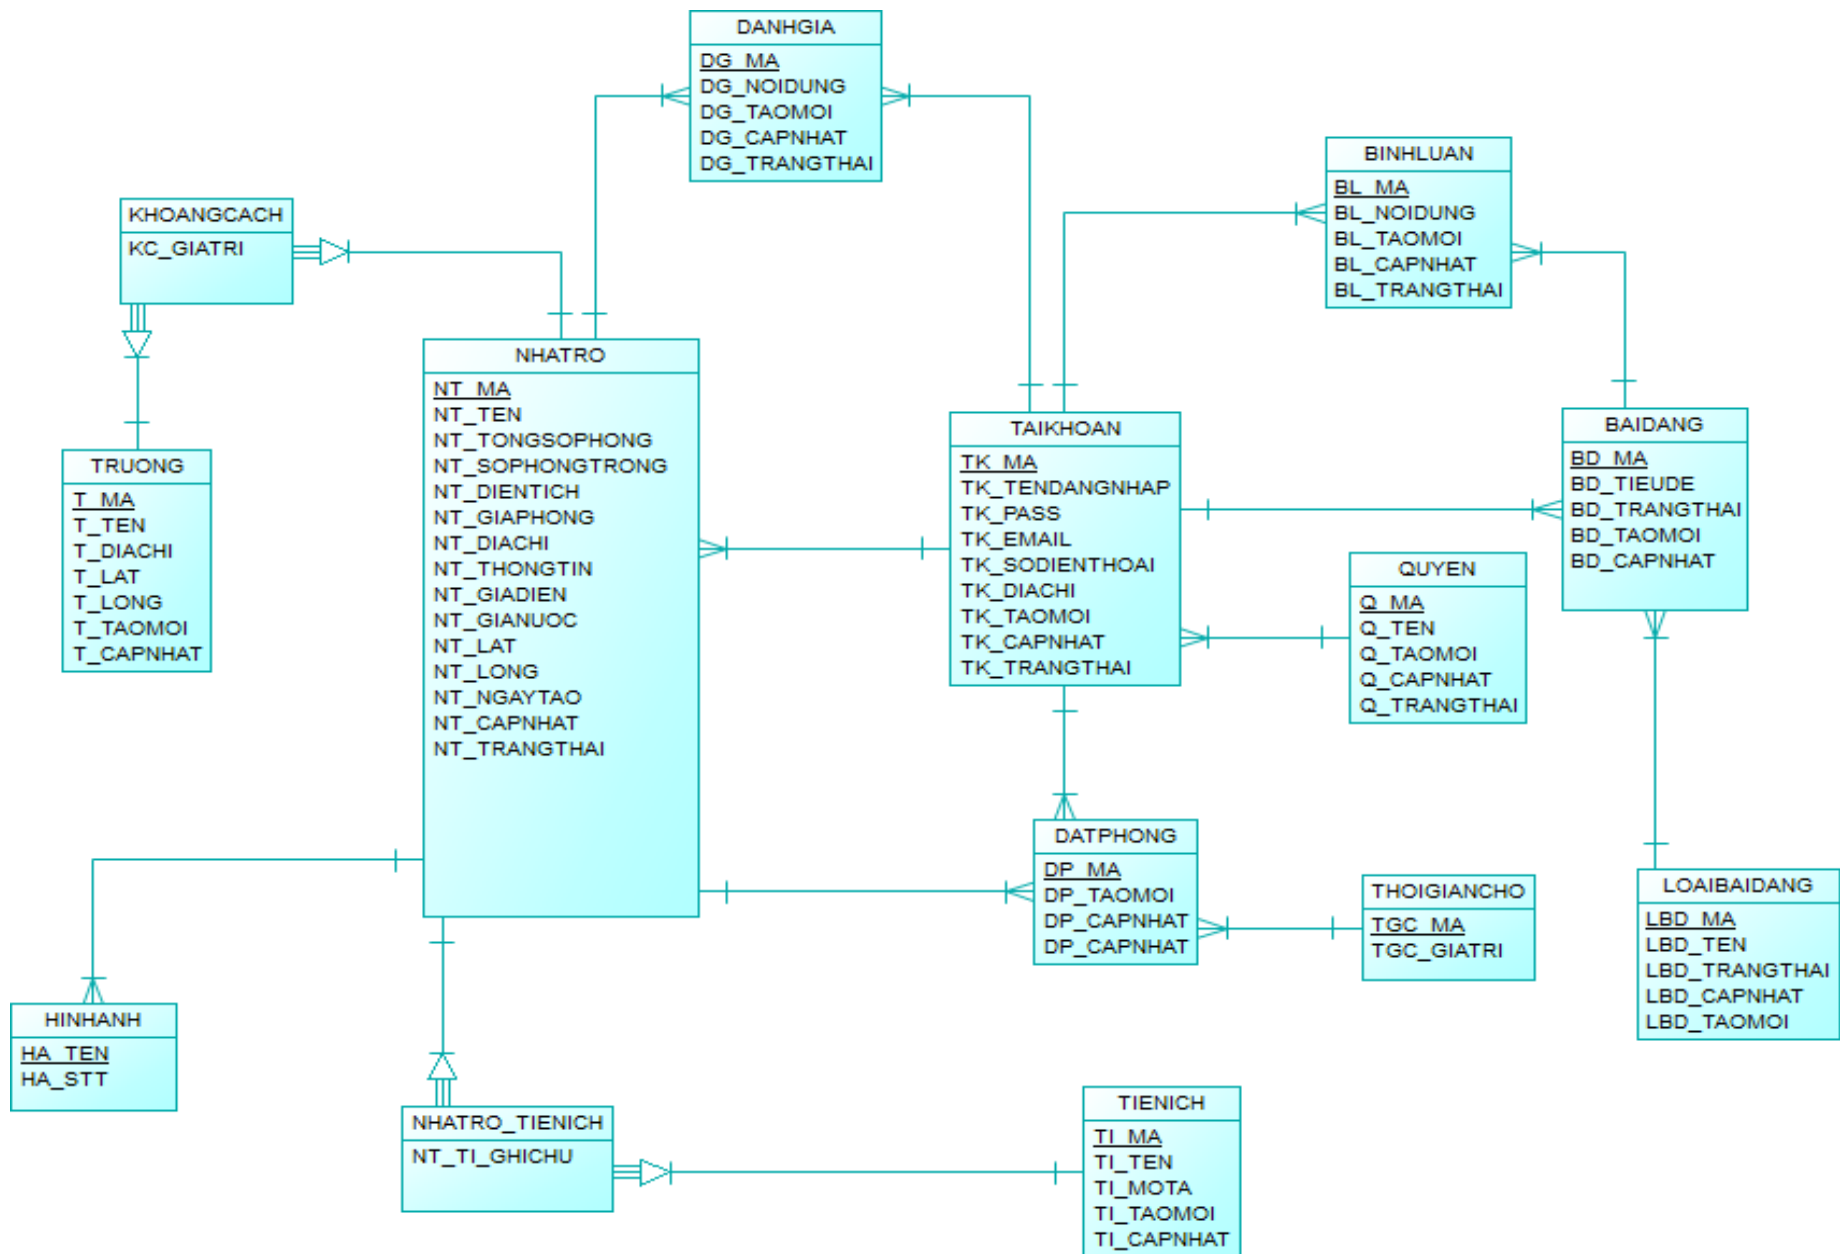 DANHGIA
DG_MA
DG_NOIDUNG
DG_TAOMOI
DG_CAPNHAT
DG_TRANGTHAI
BINHLUAN
BL_MA
BL_NOIDUNG
BL_TAOMOI
BL_CAPNHAT
BL_TRANGTHAI
KHOANGCACH
KC_GIATRI
NHATRO
NT_MA
NT_TEN
NT_TONGSOPHONG
NT_SOPHONGTRONG
NT_DIENTICH
NT_GIAPHONG
NT_DIACHI
NT_THONGTIN
NT_GIADIEN
NT_GIANUOC
NT_LAT
NT_LONG
NT_NGAYTAO
NT_CAPNHAT
NT_TRANGTHAI
TAIKHOAN
TK_MA
TK_TENDANGNHAP
TK_PASS
TK_EMAIL
TK_SODIENTHOAI
TK_DIACHI
TK_TAOMOI
TK_CAPNHAT
TK_TRANGTHAI
BAIDANG
BD_MA
BD_TIEUDE
BD_TRANGTHAI
BD_TAOMOI
BD_CAPNHAT
TRUONG
T_MA
T_TEN
T_DIACHI
T_LAT
T_LONG
T_TAOMOI
T_CAPNHAT
QUYEN
Q_MA
Q_TEN
Q_TAOMOI
Q_CAPNHAT
Q_TRANGTHAI
DATPHONG
DP_MA
DP_TAOMOI
DP_CAPNHAT
DP_CAPNHAT
THOIGIANCHO
TGC_MA
TGC_GIATRI
LOAIBAIDANG
LBD_MA
LBD_TEN
LBD_TRANGTHAI
LBD_CAPNHAT
LBD_TAOMOI
HINHANH
HA_TEN
HA_STT
NHATRO_TIENICH
NT_TI_GHICHU
TIENICH
TI_MA
TI_TEN
TI_MOTA
TI_TAOMOI
TI_CAPNHAT